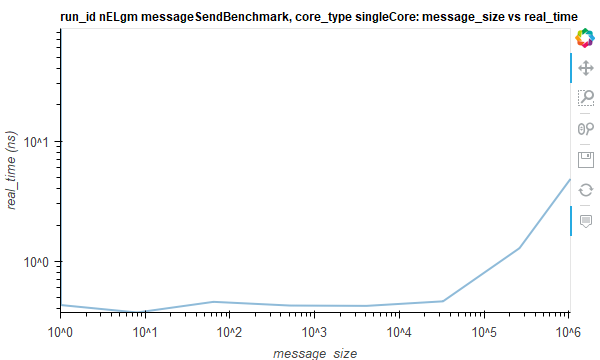 run_id nELgm messageSendBenchmark, core_type singleCore: message_size vs real_time
real_time (ns)
10^1
10^0
10^0 10^1 10^2 10^3 10^4 10^5 10^6
message_size